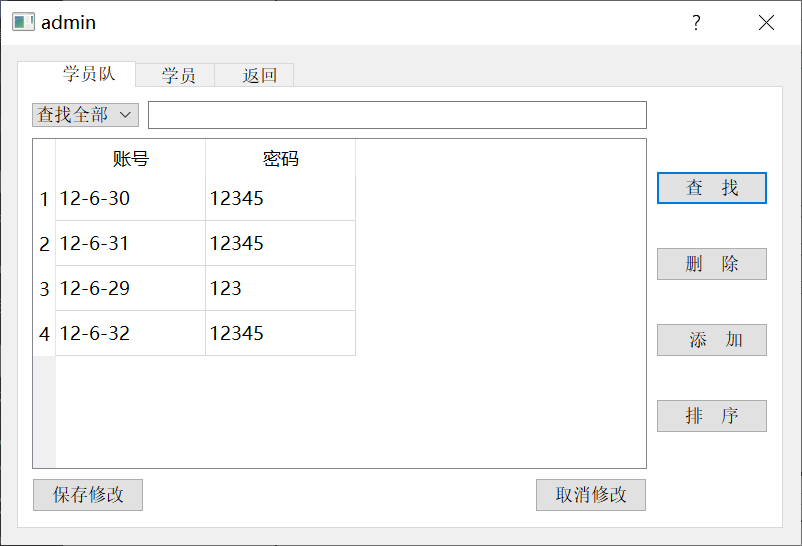 admin
学员队 学员 返回
查找全部
账号 密码
1 12-6-30 12345
2 12-6-31 12345
3 12-6-29 123
4 12-6-32 12345
查 找
删 除
添 加
排 序
保存修改 取消修改